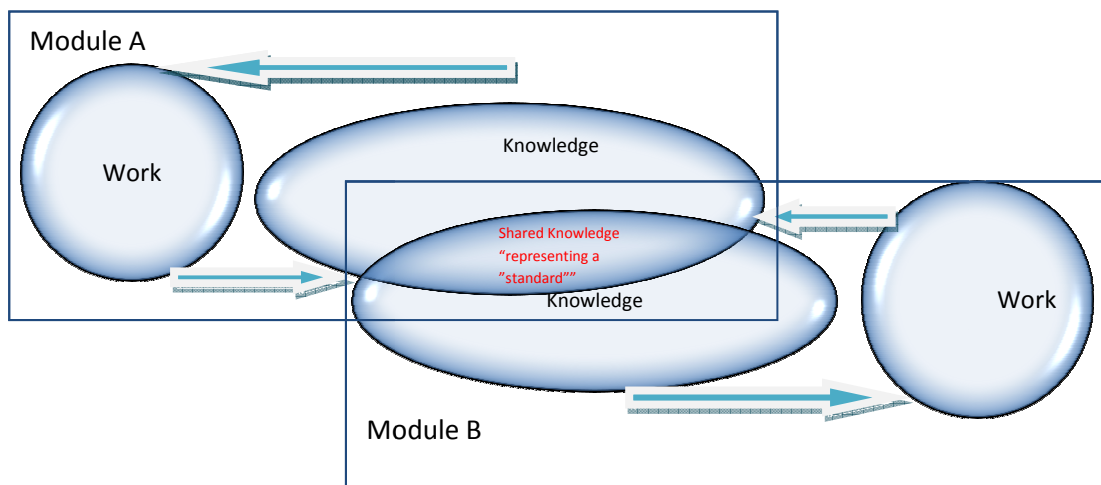 Module A
Knowledge
Work
Shared Knowledge
“representing a
”standard””
Knowledge
Work
Module B